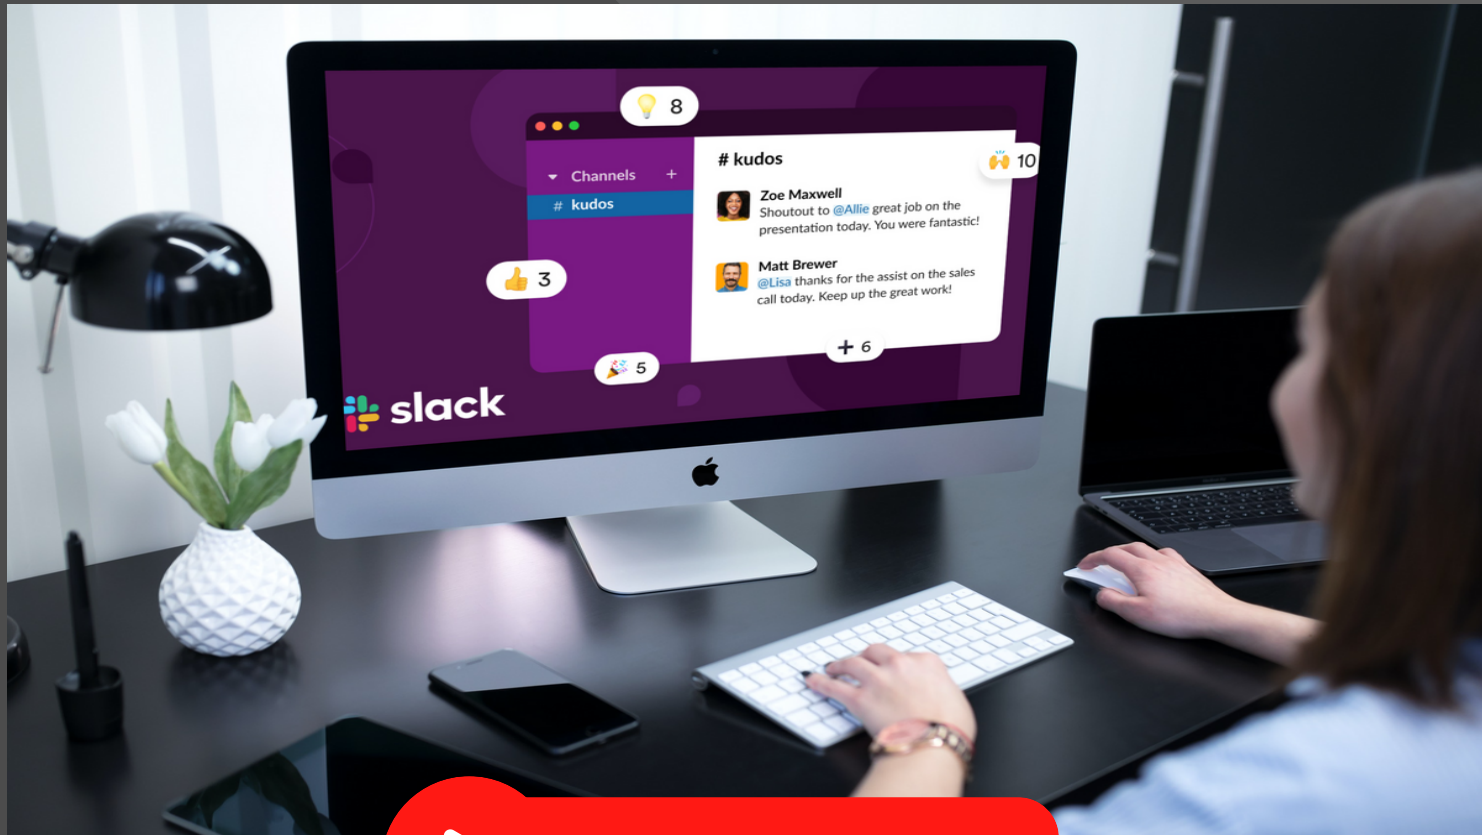 8
# kudos
10
Channels +
# kudos
Zoe Maxwell
Shoutout to @Allie great job on the
presentation today. You were fantastic!
3
Matt Brewer
@Lisa thanks for the assist on the sales
call today. Keep up the great work!
6
5
slack